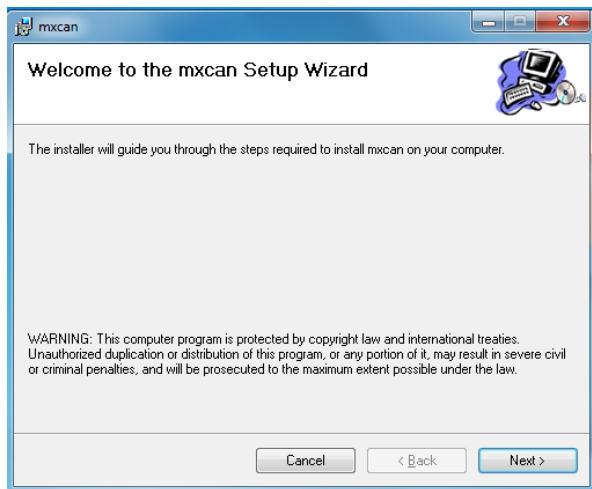 mxcan
Welcome to the mxcan Setup Wizard
The installer will guide you through the steps required to install mxcan on your computer.
WARNING: This computer program is protected by copyright law and international treaties.
Unauthorized duplication or distribution of this program, or any portion of it, may result in severe civil
or criminal penalties, and will be prosecuted to the maximum extent possible under the law.
Cancel < Back Next >